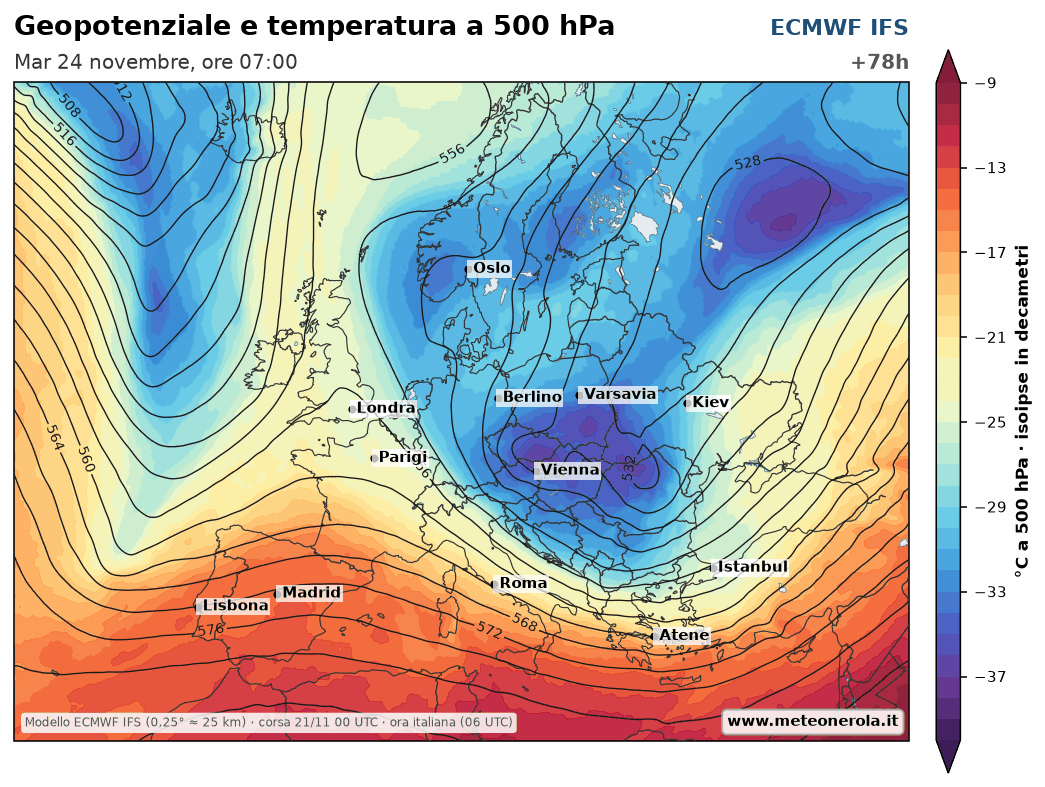 Geopotenziale e temperatura a 500 hPa
ECMWF IFS
Mar 24 novembre, ore 07:00
+78h
512
508
516
556
528
Oslo
Berlino
Varsavia
Kiev
Londra
564
560
Parigi
Vienna
532
Istanbul
Roma
Madrid
Lisbona
576
572
568
Atene
Modello ECMWF IFS (0,25° ≈ 25 km) · corsa 21/11 00 UTC · ora italiana (06 UTC)
www.meteonerola.it
−9
−13
−17
−21
−25
−29
−33
−37
°C a 500 hPa · isoipse in decametri